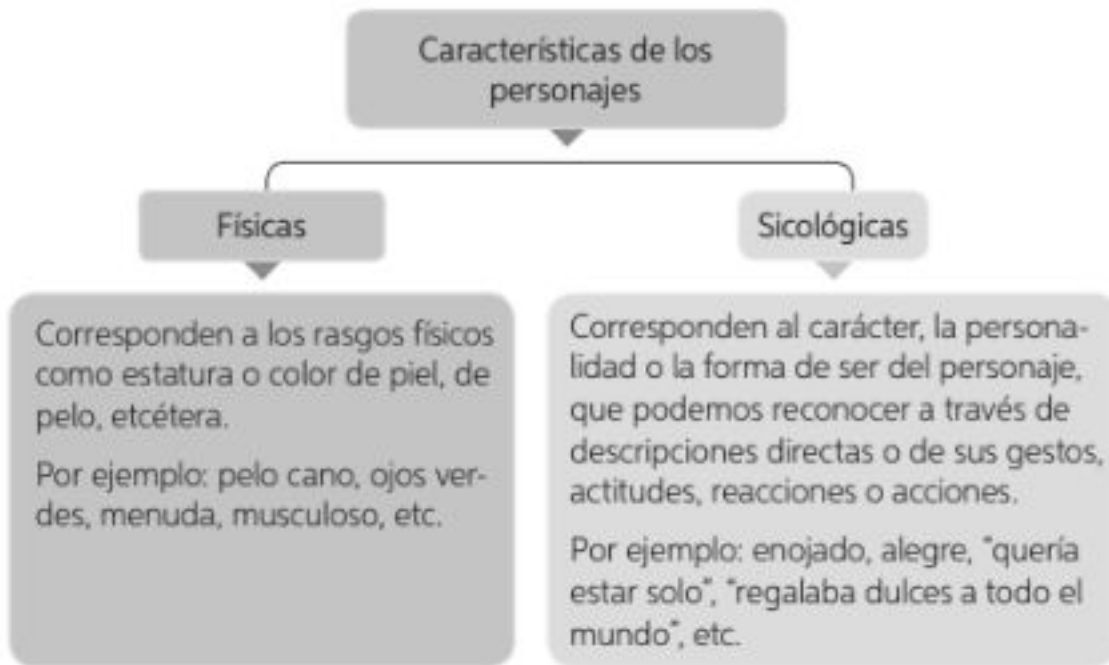 Características de los
personajes
Físicas
Corresponden a los rasgos físicos
como estatura o color de piel, de
pelo, etcétera.
Por ejemplo: pelo cano, ojos ver-
des, menuda, musculoso, etc.
Sicológicas
Corresponden al carácter, la persona-
lidad o la forma de ser del personaje,
que podemos reconocer a través de
descripciones directas o de sus gestos,
actitudes, reacciones o acciones.
Por ejemplo: enojado, alegre, "quería
estar solo", "regalaba dulces a todo el
mundo", etc.